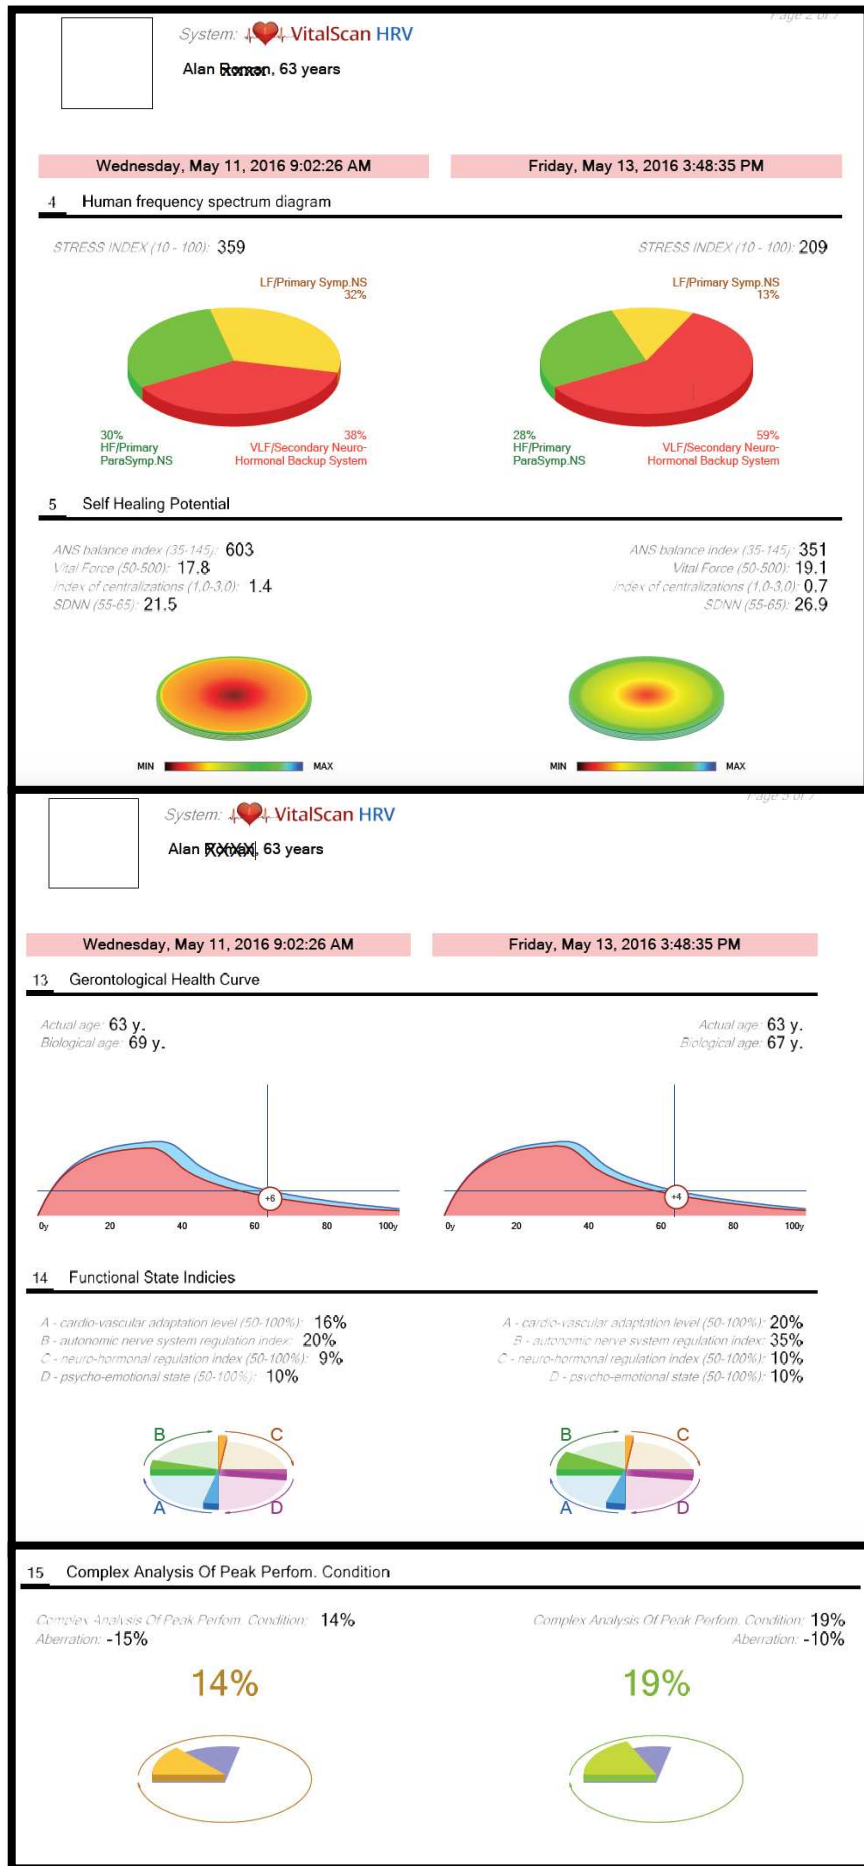 Page 2 of 7
System: VitalScan HRV
Alan Roman, 63 years
Wednesday, May 11, 2016 9:02:26 AM
Friday, May 13, 2016 3:48:35 PM
4 Human frequency spectrum diagram
STRESS INDEX (10 - 100): 359
STRESS INDEX (10 - 100): 209
LF/Primary Symp.NS
32%
LF/Primary Symp.NS
13%
30%
HF/Primary
ParaSymp.NS
38%
VLF/Secondary Neuro-
Hormonal Backup System
28%
HF/Primary
ParaSymp.NS
59%
VLF/Secondary Neuro-
Hormonal Backup System
5 Self Healing Potential
ANS balance index (35-145): 603
Vital Force (50-500): 17.8
Index of centralizations (1,0-3,0): 1.4
SDNN (55-65): 21.5
ANS balance index (35-145): 351
Vital Force (50-500): 19.1
Index of centralizations (1,0-3,0): 0.7
SDNN (55-65): 26.9
MIN MAX
MIN MAX
System: VitalScan HRV
Alan XXXX, 63 years
Wednesday, May 11, 2016 9:02:26 AM
Friday, May 13, 2016 3:48:35 PM
13 Gerontological Health Curve
Actual age: 63 y.
Biological age: 69 y.
Actual age: 63 y.
Biological age: 67 y.
+6
0y 20 40 60 80 100y
+4
0y 20 40 60 80 100y
14 Functional State Indicies
A - cardio-vascular adaptation level (50-100%): 16%
B - autonomic nerve system regulation index: 20%
C - neuro-hormonal regulation index (50-100%): 9%
D - psycho-emotional state (50-100%): 10%
A - cardio-vascular adaptation level (50-100%): 20%
B - autonomic nerve system regulation index: 35%
C - neuro-hormonal regulation index (50-100%): 10%
D - psycho-emotional state (50-100%): 10%
B C
A D
B C
A D
15 Complex Analysis Of Peak Perfom. Condition
Complex Analysis Of Peak Perfom. Condition: 14%
Aberration: -15%
Complex Analysis Of Peak Perfom. Condition: 19%
Aberration: -10%
14%
19%